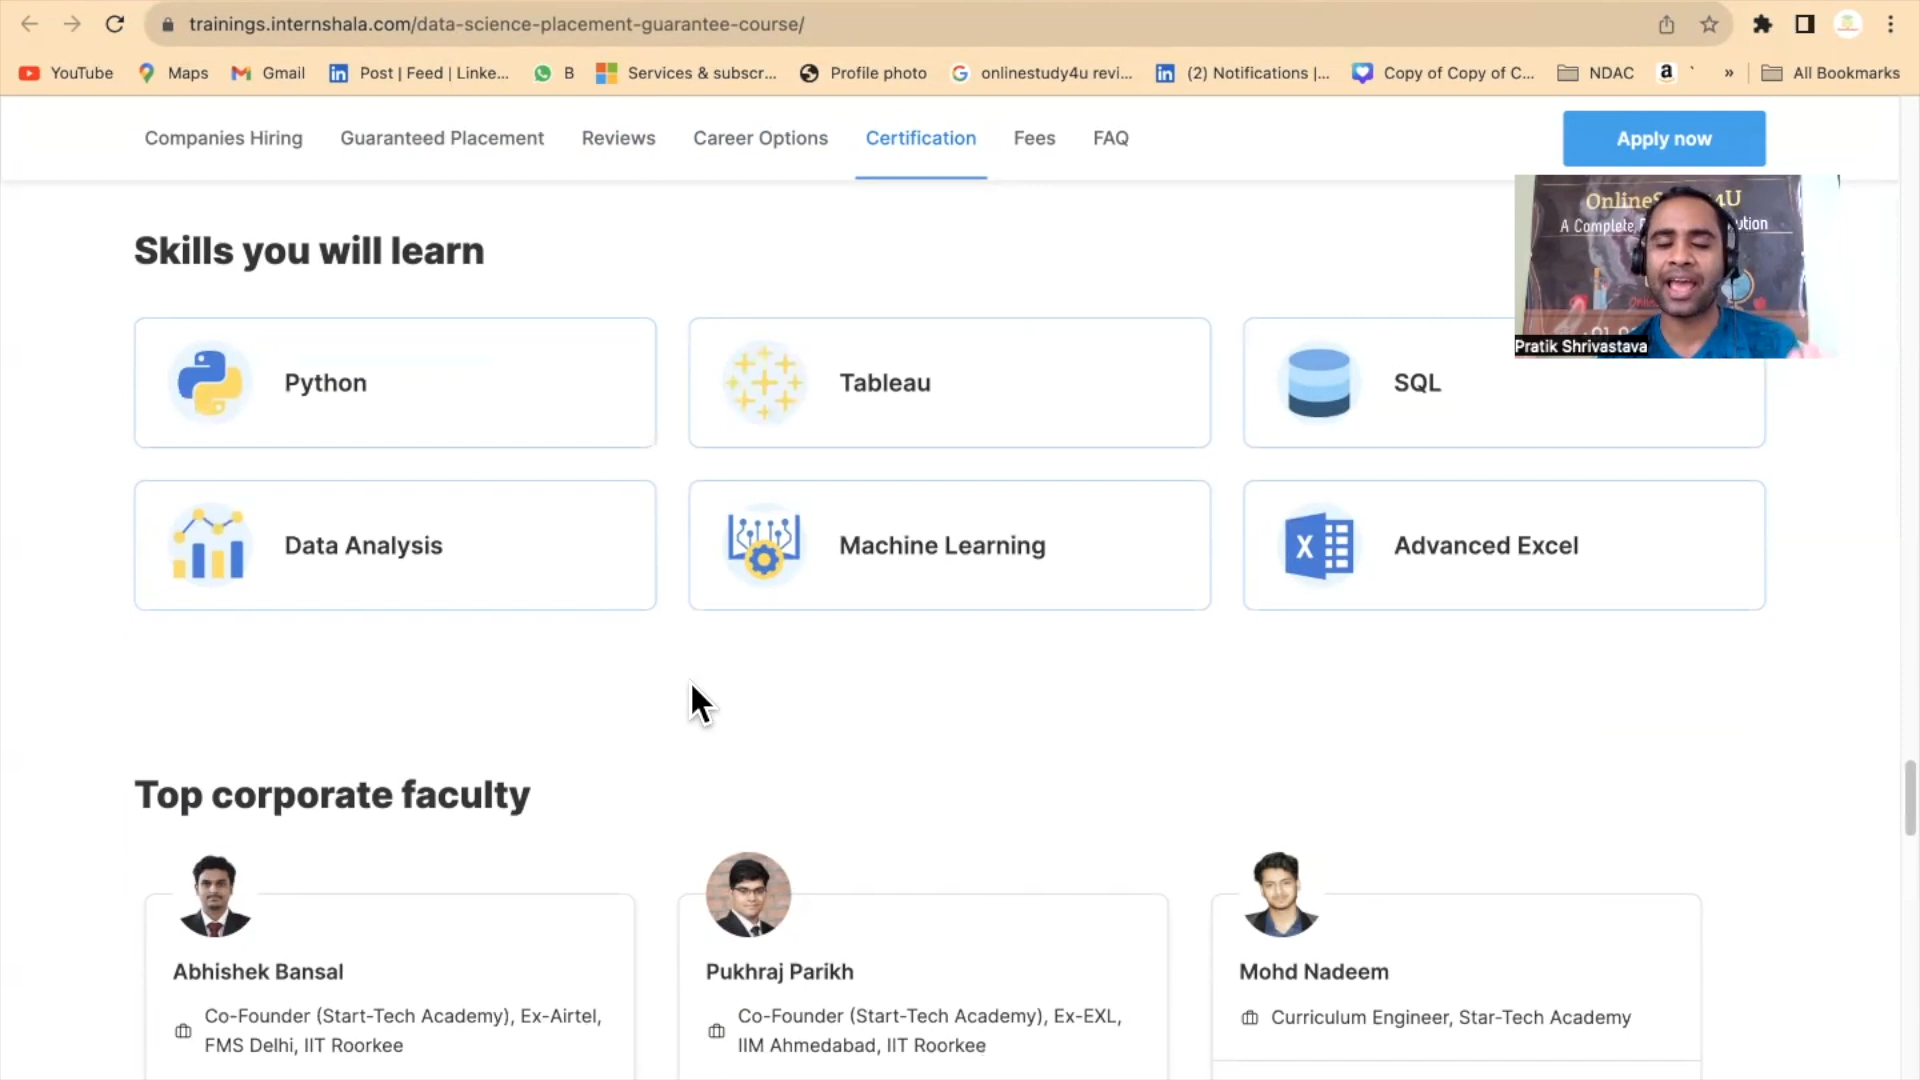 trainings.internshala.com/data-science-placement-guarantee-course/
YouTube Maps Gmail Post | Feed | Linke... B Services & subscr... Profile photo onlinestudy4u revi... (2) Notifications |... Copy of Copy of C... NDAC » All Bookmarks
Companies Hiring Guaranteed Placement Reviews Career Options Certification Fees FAQ Apply now
A Complete
Pratik Shrivastava
Skills you will learn
Python Tableau SQL
Data Analysis Machine Learning Advanced Excel
Top corporate faculty
Abhishek Bansal
Co-Founder (Start-Tech Academy), Ex-Airtel,
FMS Delhi, IIT Roorkee
Pukhraj Parikh
Co-Founder (Start-Tech Academy), Ex-EXL,
IIM Ahmedabad, IIT Roorkee
Mohd Nadeem
Curriculum Engineer, Star-Tech Academy